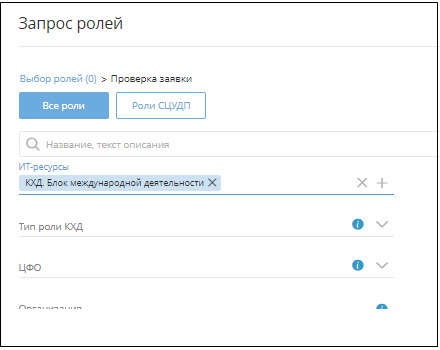 Запрос ролей
Выбор ролей (0) > Проверка заявки
Все роли
Роли СЦУДП
Название, текст описания
ИТ-ресурсы
КХД. Блок международной деятельности
Тип роли КХД
ЦФО
Организация